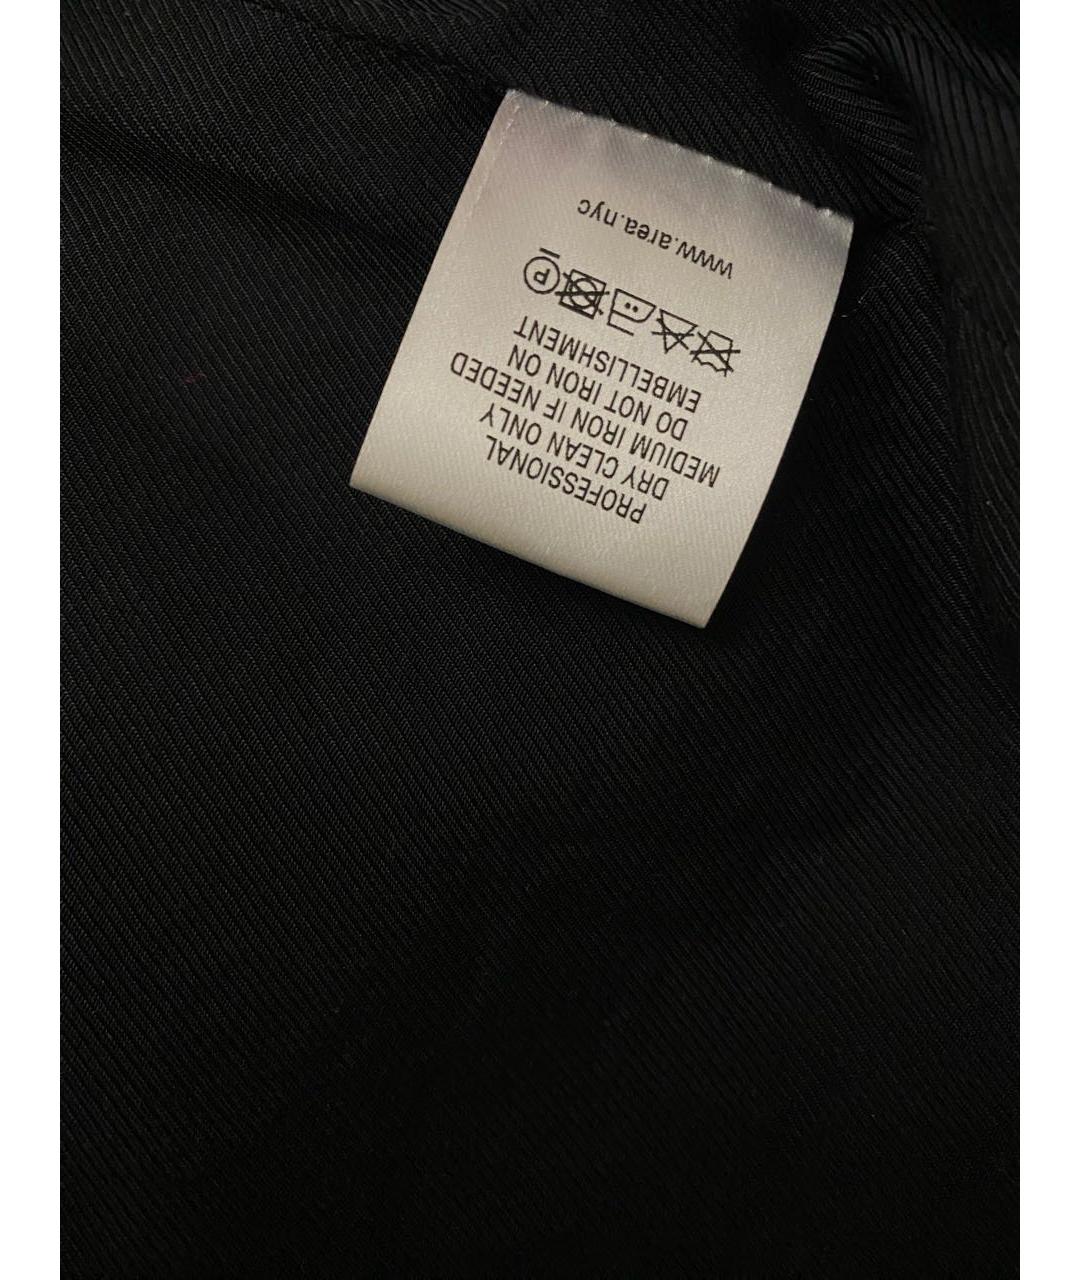 PROFESSIONAL
DRY CLEAN ONLY
MEDIUM IRON IF NEEDED
DO NOT IRON ON
EMBELLISHMENT
P
www.area.nyc